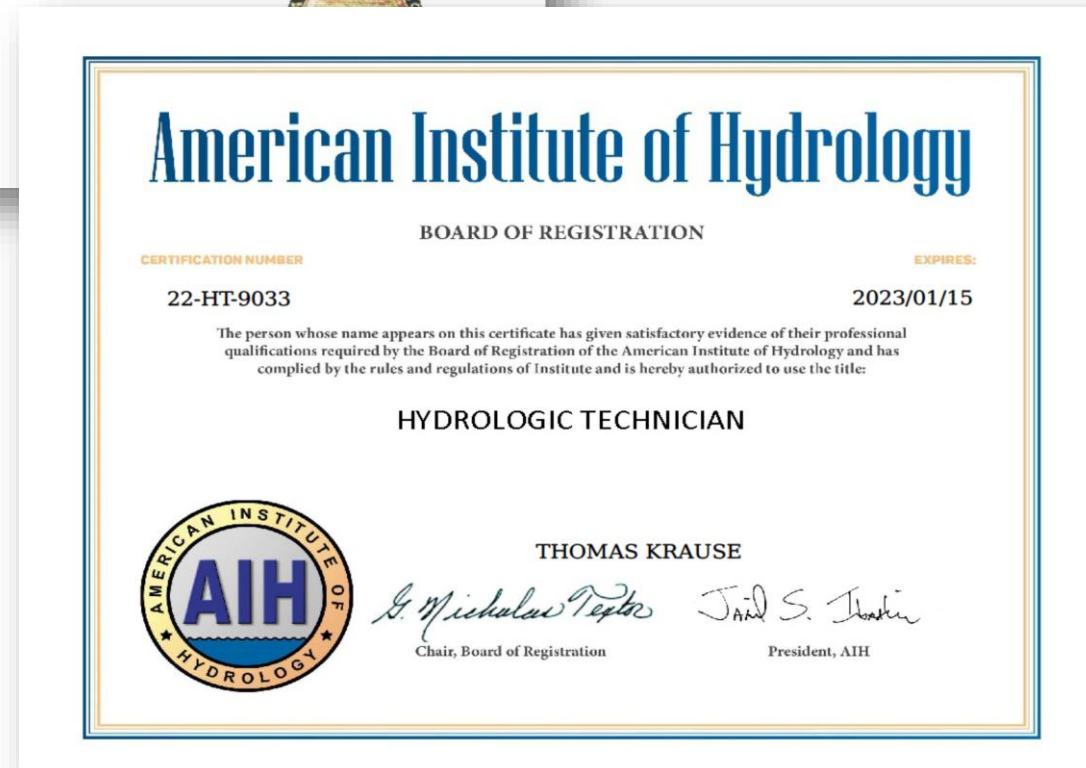 American Institute of Hydrology
BOARD OF REGISTRATION
CERTIFICATION NUMBER
EXPIRES:
22-HT-9033
2023/01/15
The person whose name appears on this certificate has given satisfactory evidence of their professional
qualifications required by the Board of Registration of the American Institute of Hydrology and has
complied by the rules and regulations of Institute and is hereby authorized to use the title:
HYDROLOGIC TECHNICIAN
AMERICAN INSTITUTE OF HYDROLOGY
AIH
THOMAS KRAUSE
G. Nicholas Textor
Chair, Board of Registration
President, AIH